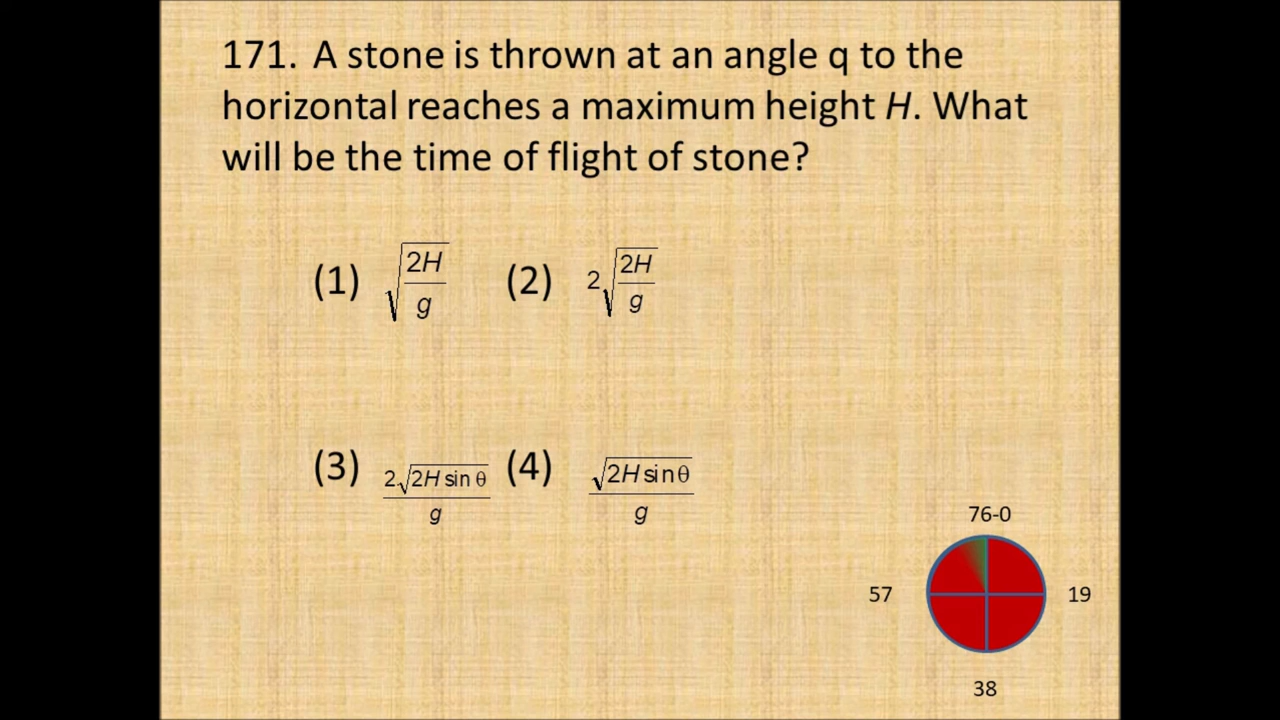 171. A stone is thrown at an angle q to the
horizontal reaches a maximum height H. What
will be the time of flight of stone?
(1) √(2H/g) (2) 2√(2H/g)
(3) 2√(2H sin θ)/g (4) √(2H sin θ)/g
76-0
57 19
38